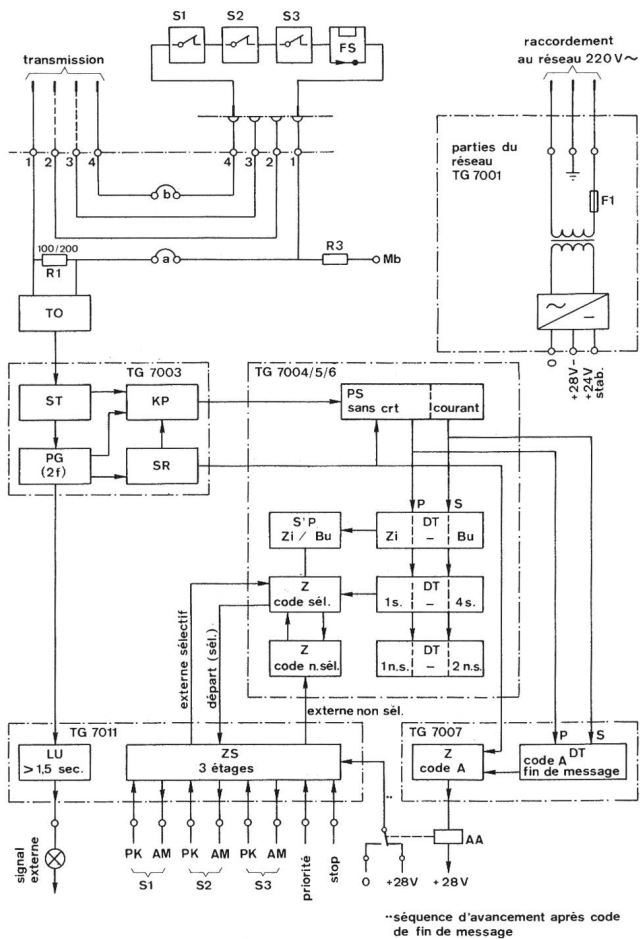 S1 S2 S3
FS
transmission
raccordement
au réseau 220V~
1 2 3 4 4 3 2 1
b
parties du
réseau
TG 7001
F1
100/200
R1
a
R3
Mb
TO
~ –
0
+28V-
+24V
stab.
TG 7003
TG 7004/5/6
ST
KP
PS
sans crt
courant
PG
(2f)
SR
P S
S'P
Zi / Bu
Zi DT – Bu
Z
code sél.
1s. DT – 4s.
Z
code n.sél.
1n.s. DT – 2n.s.
externe sélectif
départ (sél.)
externe non sél.
TG 7011
TG 7007
P S
LU
>1,5 sec.
ZS
3 étages
Z
code A
DT
code A
fin de message
signal
externe
PK AM PK AM PK AM
S1 S2 S3
priorité
stop
..
0 +28V
AA
+28V
..séquence d'avancement après code
de fin de message